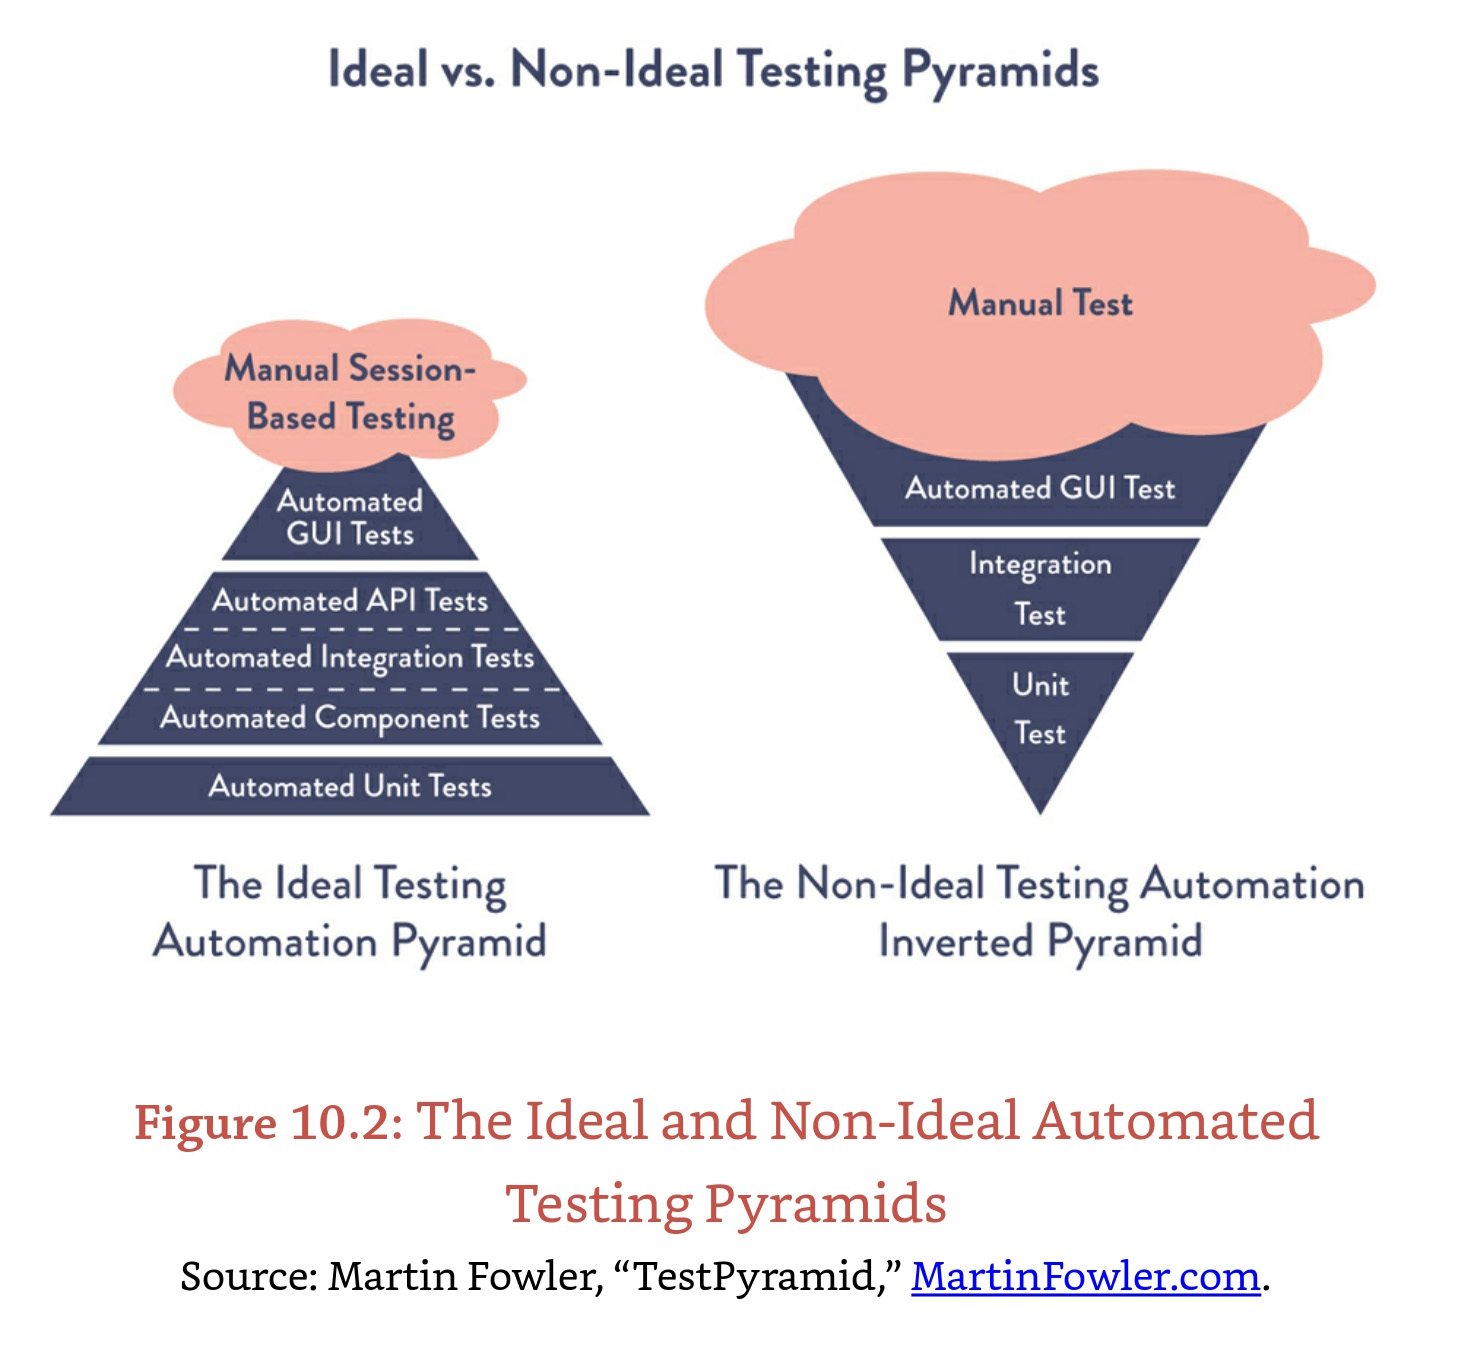 Ideal vs. Non-Ideal Testing Pyramids
Manual Session-
Based Testing
Automated
GUI Tests
Automated API Tests
Automated Integration Tests
Automated Component Tests
Automated Unit Tests
The Ideal Testing
Automation Pyramid
Manual Test
Automated GUI Test
Integration
Test
Unit
Test
The Non-Ideal Testing Automation
Inverted Pyramid
Figure 10.2: The Ideal and Non-Ideal Automated
Testing Pyramids
Source: Martin Fowler, “TestPyramid,” MartinFowler.com.